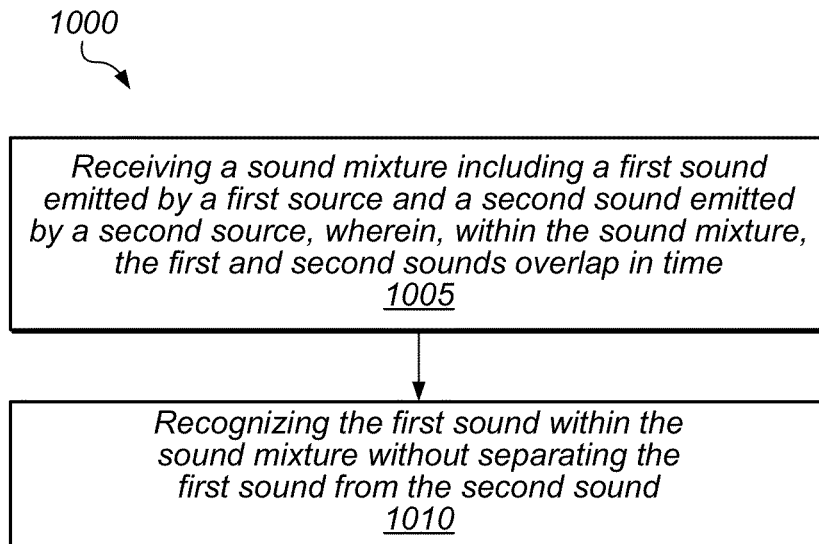 1000
Receiving a sound mixture including a first sound
emitted by a first source and a second sound emitted
by a second source, wherein, within the sound mixture,
the first and second sounds overlap in time
1005
Recognizing the first sound within the
sound mixture without separating the
first sound from the second sound
1010